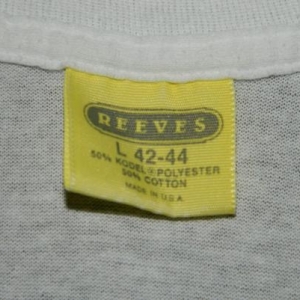 REEVES
L 42-44
50% KODEL® POLYESTER
50% COTTON
MADE IN U.S.A.